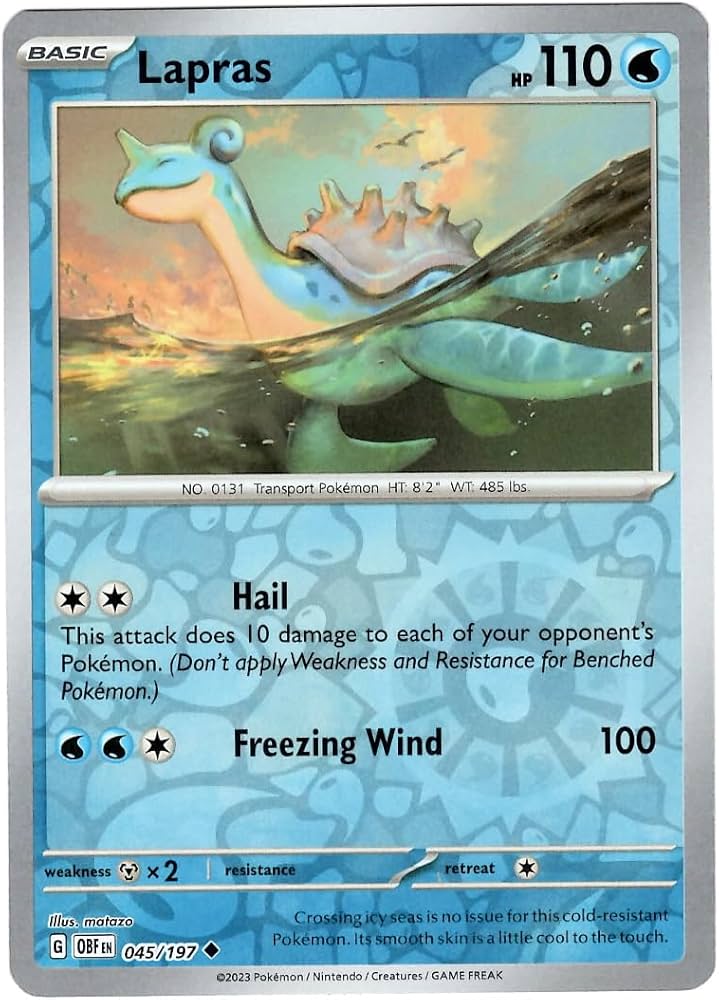 BASIC Lapras HP 110
NO. 0131 Transport Pokémon HT: 8'2" WT: 485 lbs.
Hail
This attack does 10 damage to each of your opponent's
Pokémon. (Don't apply Weakness and Resistance for Benched
Pokémon.)
Freezing Wind 100
weakness ×2 resistance retreat
Illus. matazo
Crossing icy seas is no issue for this cold-resistant
Pokémon. Its smooth skin is a little cool to the touch.
G OBF EN 045/197
©2023 Pokémon / Nintendo / Creatures / GAME FREAK